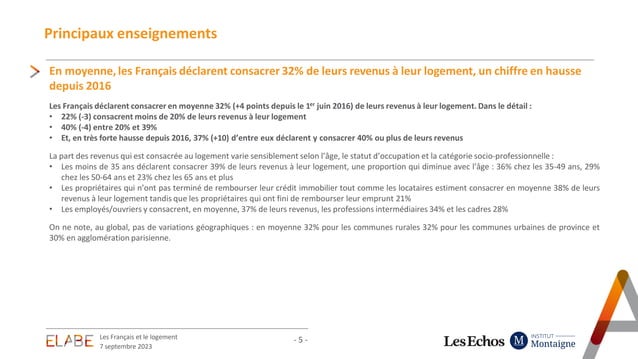 Principaux enseignements
En moyenne, les Français déclarent consacrer 32% de leurs revenus à leur logement, un chiffre en hausse
depuis 2016
Les Français déclarent consacrer en moyenne 32% (+4 points depuis le 1er juin 2016) de leurs revenus à leur logement. Dans le détail :
• 22% (-3) consacrent moins de 20% de leurs revenus à leur logement
• 40% (-4) entre 20% et 39%
• Et, en très forte hausse depuis 2016, 37% (+10) d’entre eux déclarent y consacrer 40% ou plus de leurs revenus
La part des revenus qui est consacrée au logement varie sensiblement selon l’âge, le statut d’occupation et la catégorie socio-professionnelle :
• Les moins de 35 ans déclarent consacrer 39% de leurs revenus à leur logement, une proportion qui diminue avec l’âge : 36% chez les 35-49 ans, 29%
chez les 50-64 ans et 23% chez les 65 ans et plus
• Les propriétaires qui n’ont pas terminé de rembourser leur crédit immobilier tout comme les locataires estiment consacrer en moyenne 38% de leurs
revenus à leur logement tandis que les propriétaires qui ont fini de rembourser leur emprunt 21%
• Les employés/ouvriers y consacrent, en moyenne, 37% de leurs revenus, les professions intermédiaires 34% et les cadres 28%
On ne note, au global, pas de variations géographiques : en moyenne 32% pour les communes rurales 32% pour les communes urbaines de province et
30% en agglomération parisienne.
ELABE
Les Français et le logement
7 septembre 2023
- 5 -
Les Echos
M
INSTITUT
Montaigne